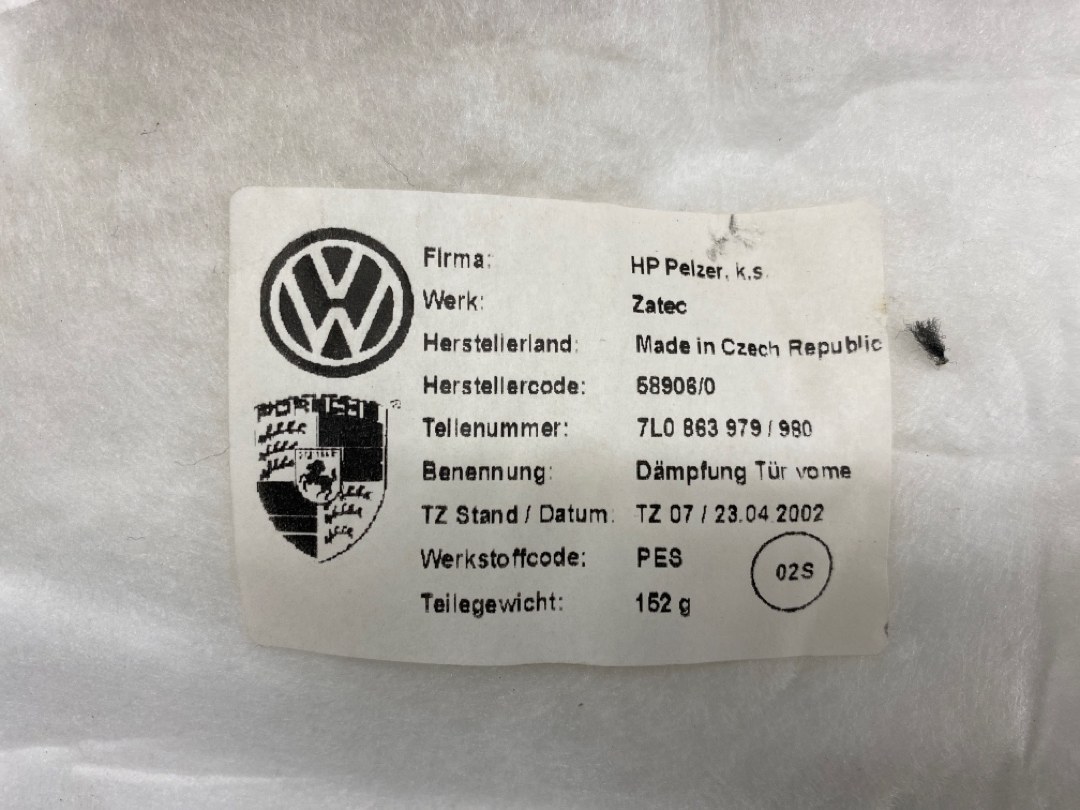 Firma: HP Pelzer, k.s.
Werk: Zatec
Herstellerland: Made in Czech Republic
Herstellercode: 58906/0
Teilenummer: 7L0 863 979 / 980
Benennung: Dämpfung Tür vorne
TZ Stand / Datum: TZ 07 / 23.04.2002
Werkstoffcode: PES
02S
Teilegewicht: 152 g
PORSCHE